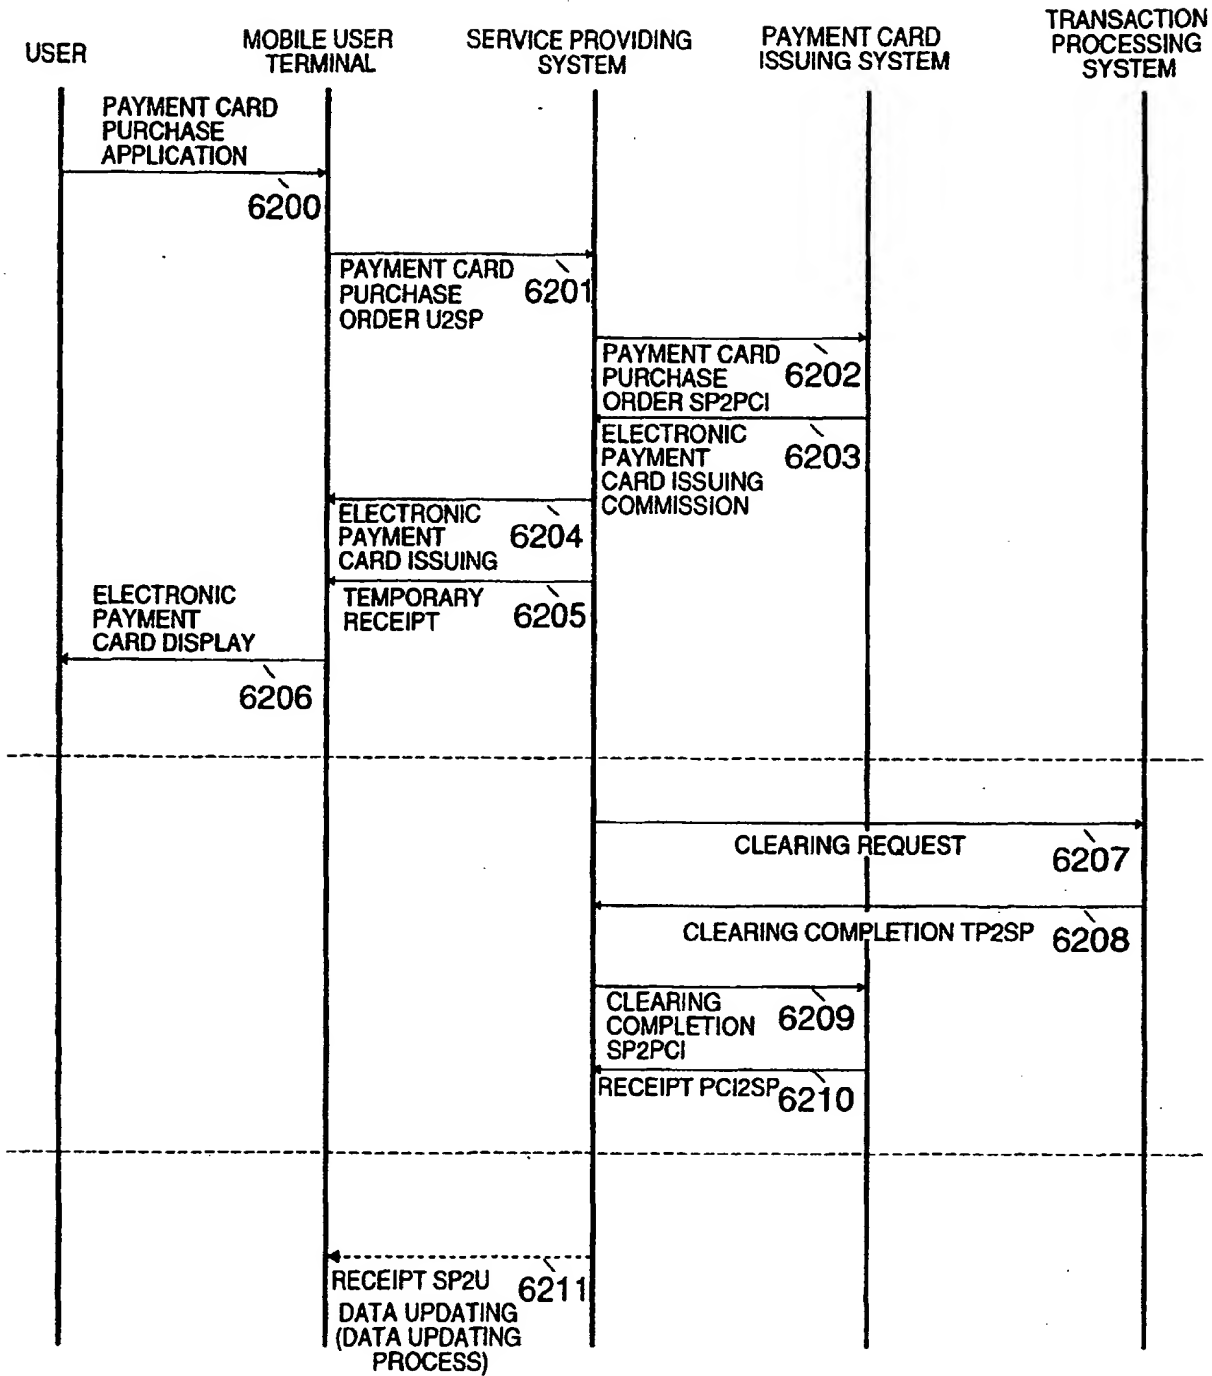 USER
MOBILE USER
TERMINAL
SERVICE PROVIDING
SYSTEM
PAYMENT CARD
ISSUING SYSTEM
TRANSACTION
PROCESSING
SYSTEM
PAYMENT CARD
PURCHASE
APPLICATION
6200
PAYMENT CARD
PURCHASE
ORDER U2SP
6201
PAYMENT CARD
PURCHASE
ORDER SP2PCI
6202
ELECTRONIC
PAYMENT
CARD ISSUING
COMMISSION
6203
ELECTRONIC
PAYMENT
CARD ISSUING
6204
TEMPORARY
RECEIPT
6205
ELECTRONIC
PAYMENT
CARD DISPLAY
6206
CLEARING REQUEST
6207
CLEARING COMPLETION TP2SP
6208
CLEARING
COMPLETION
SP2PCI
6209
RECEIPT PCI2SP
6210
RECEIPT SP2U
6211
DATA UPDATING
(DATA UPDATING
PROCESS)